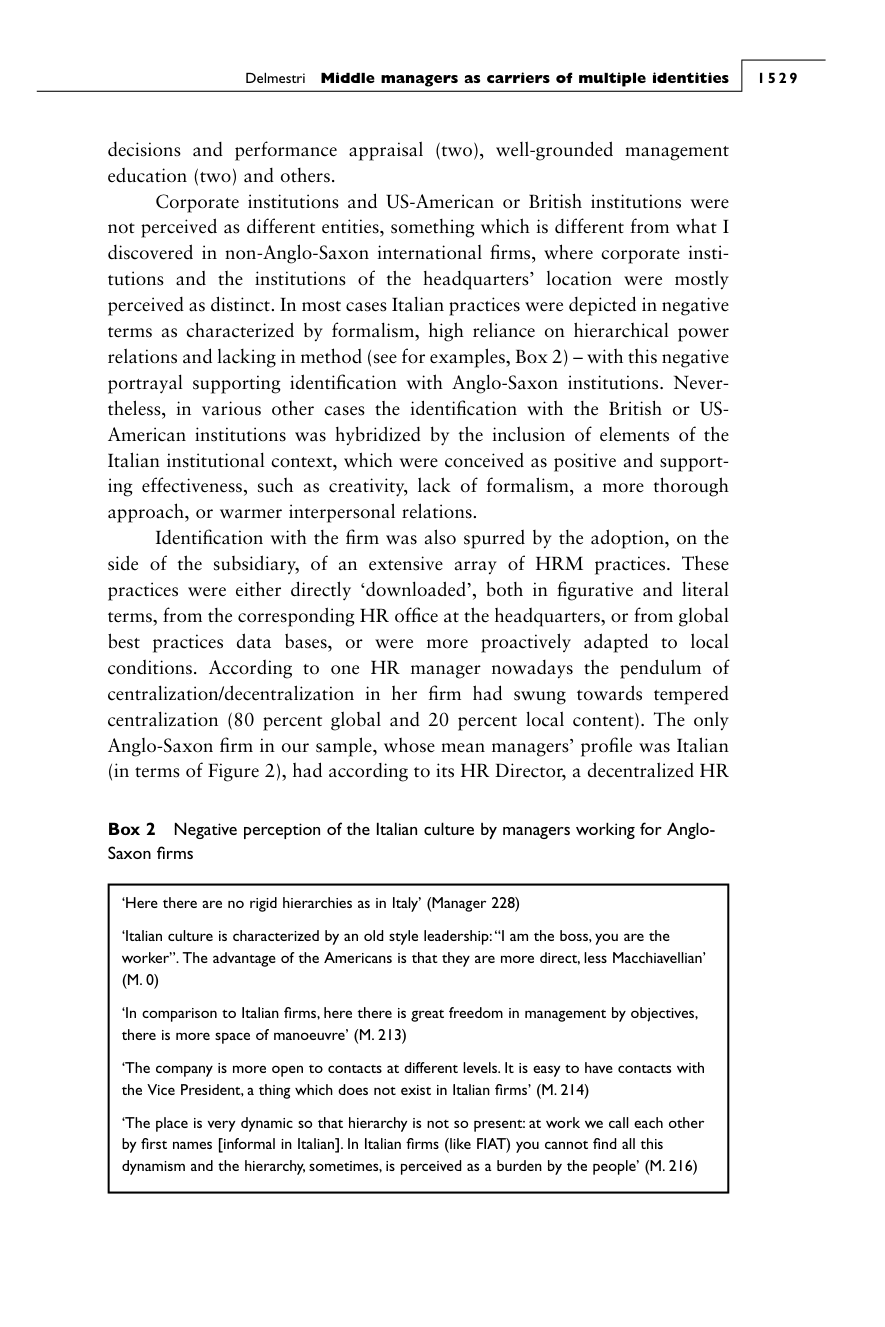 Delmestri Middle managers as carriers of multiple identities 1529
decisions and performance appraisal (two), well-grounded management
education (two) and others.
Corporate institutions and US-American or British institutions were
not perceived as different entities, something which is different from what I
discovered in non-Anglo-Saxon international firms, where corporate insti-
tutions and the institutions of the headquarters’ location were mostly
perceived as distinct. In most cases Italian practices were depicted in negative
terms as characterized by formalism, high reliance on hierarchical power
relations and lacking in method (see for examples, Box 2) – with this negative
portrayal supporting identification with Anglo-Saxon institutions. Never-
theless, in various other cases the identification with the British or US-
American institutions was hybridized by the inclusion of elements of the
Italian institutional context, which were conceived as positive and support-
ing effectiveness, such as creativity, lack of formalism, a more thorough
approach, or warmer interpersonal relations.
Identification with the firm was also spurred by the adoption, on the
side of the subsidiary, of an extensive array of HRM practices. These
practices were either directly ‘downloaded’, both in figurative and literal
terms, from the corresponding HR office at the headquarters, or from global
best practices data bases, or were more proactively adapted to local
conditions. According to one HR manager nowadays the pendulum of
centralization/decentralization in her firm had swung towards tempered
centralization (80 percent global and 20 percent local content). The only
Anglo-Saxon firm in our sample, whose mean managers’ profile was Italian
(in terms of Figure 2), had according to its HR Director, a decentralized HR
Box 2 Negative perception of the Italian culture by managers working for Anglo-
Saxon firms
‘Here there are no rigid hierarchies as in Italy’ (Manager 228)
‘Italian culture is characterized by an old style leadership: “I am the boss, you are the
worker”. The advantage of the Americans is that they are more direct, less Macchiavellian’
(M. 0)
‘In comparison to Italian firms, here there is great freedom in management by objectives,
there is more space of manoeuvre’ (M. 213)
‘The company is more open to contacts at different levels. It is easy to have contacts with
the Vice President, a thing which does not exist in Italian firms’ (M. 214)
‘The place is very dynamic so that hierarchy is not so present: at work we call each other
by first names [informal in Italian]. In Italian firms (like FIAT) you cannot find all this
dynamism and the hierarchy, sometimes, is perceived as a burden by the people’ (M. 216)